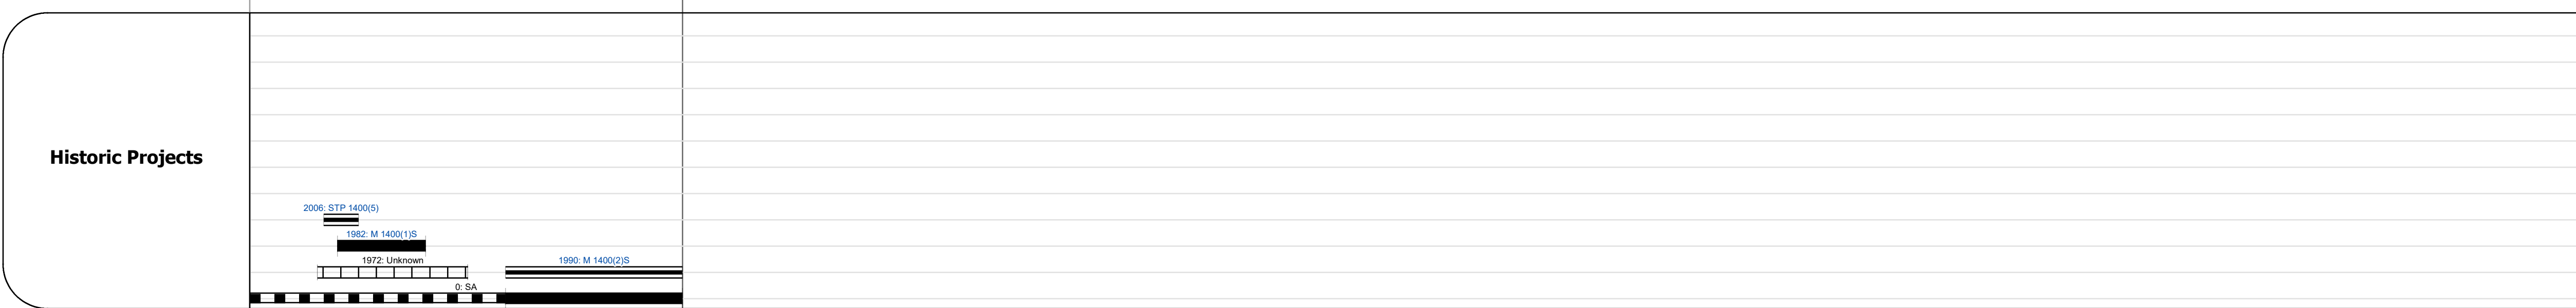 Historic Projects
2006: STP 1400(5)
1982: M 1400(1)S
1972: Unknown
1990: M 1400(2)S
0: SA